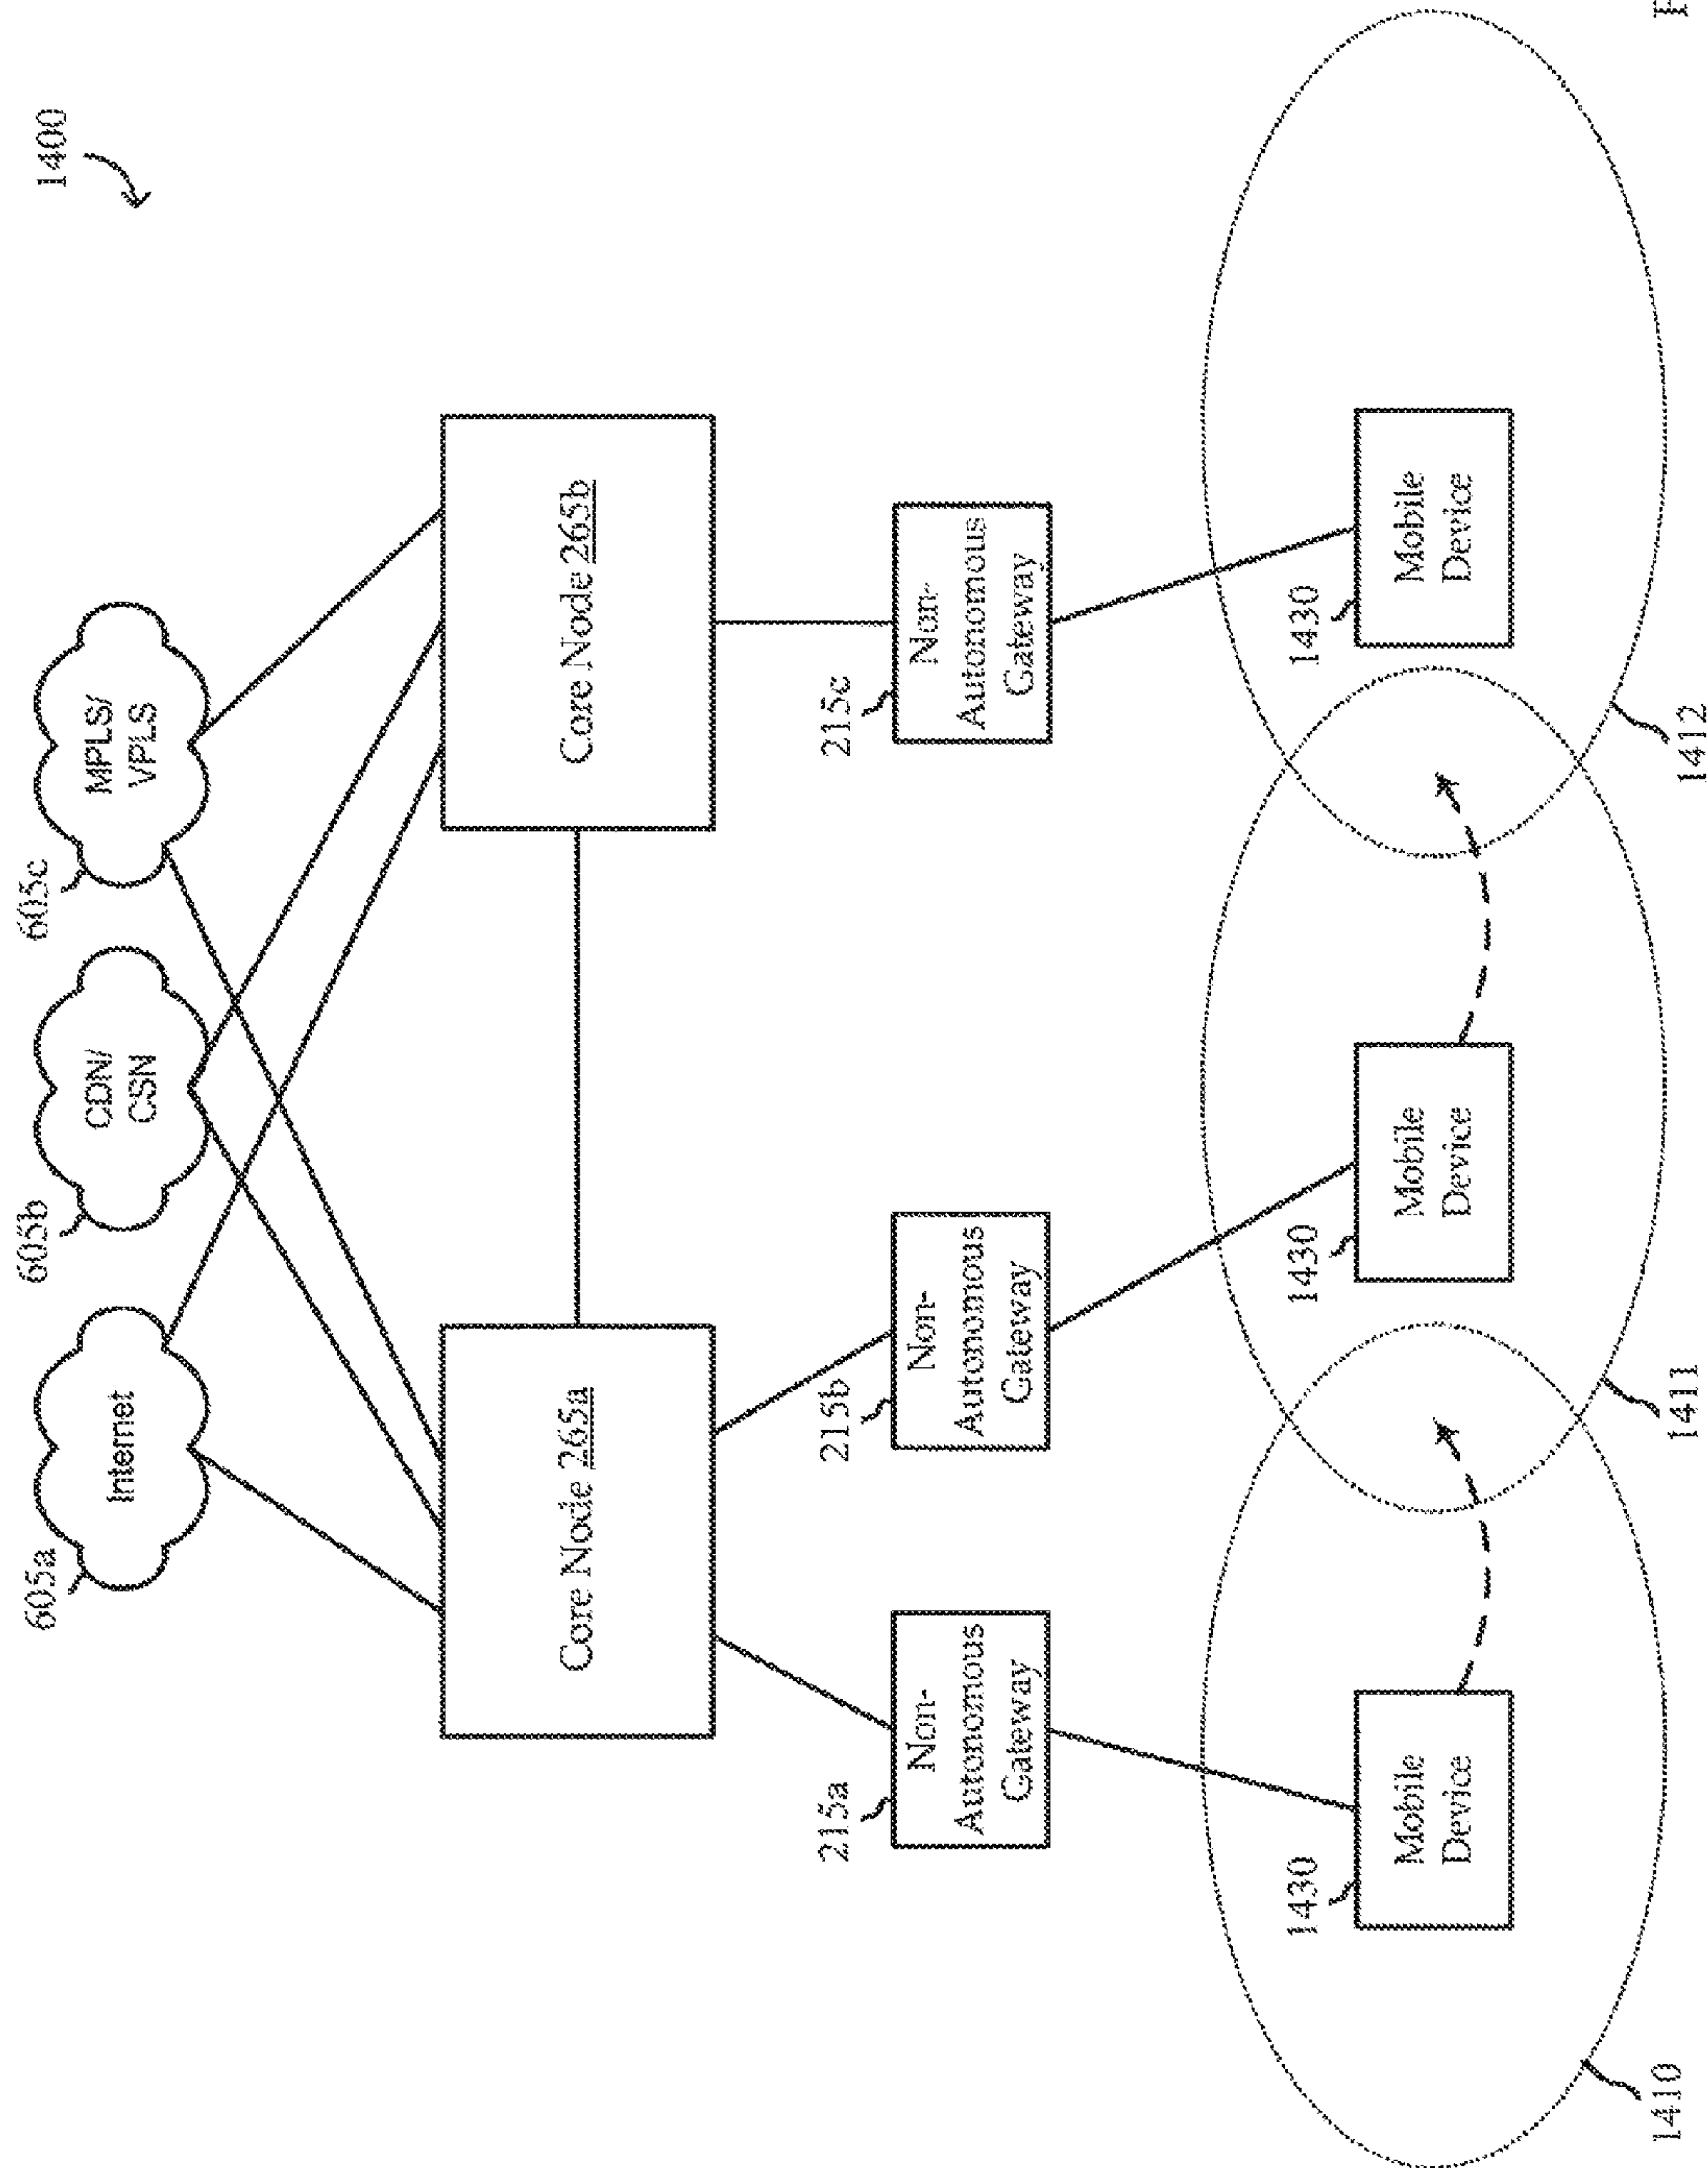 1400
605a
Internet
605b
CDN/
CSN
605c
MPLS/
VPLS
Core Node 265a
Core Node 265b
215a
Non-
Autonomous
Gateway
215b
Non-
Autonomous
Gateway
215c
Non-
Autonomous
Gateway
1430
Mobile
Device
1430
Mobile
Device
1430
Mobile
Device
1410
1411
1412